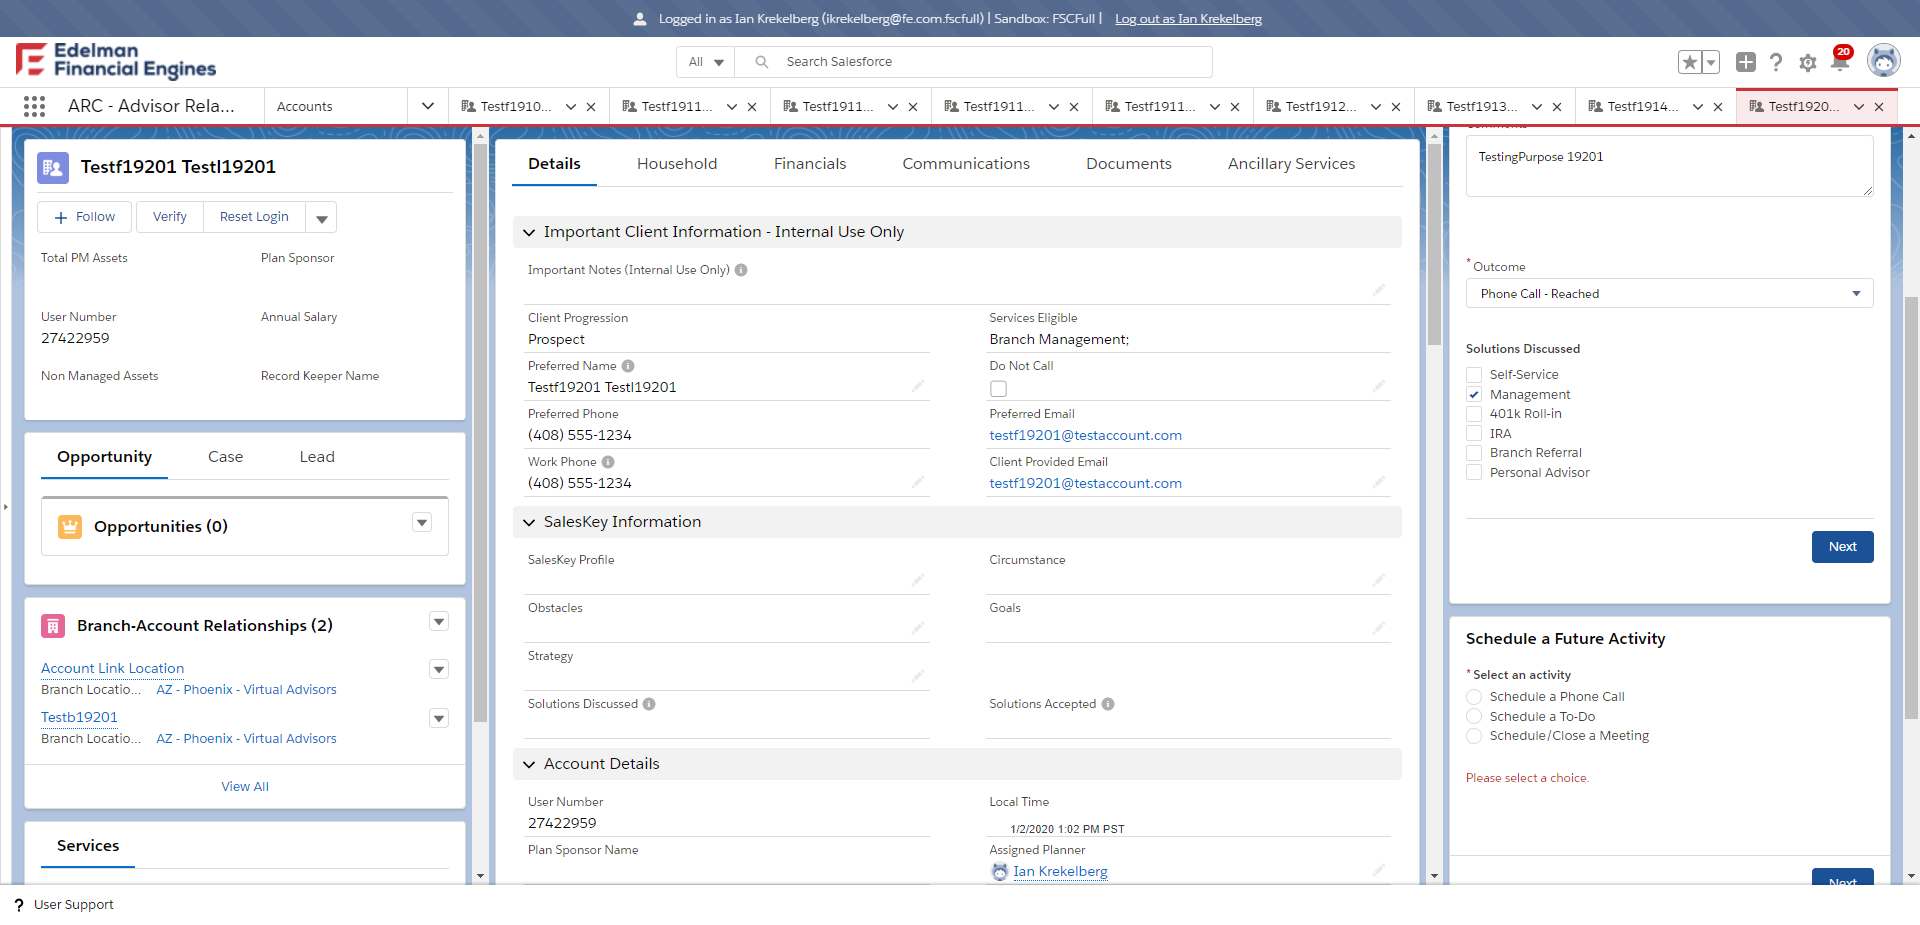 Logged in as Ian Krekelberg (ikrekelberg@fe.com.fscfull) | Sandbox: FSCFull | Log out as Ian Krekelberg
Edelman
Financial Engines
All
Search Salesforce
20
ARC - Advisor Rela...
Accounts
Testf1910...
Testf1911...
Testf1911...
Testf1911...
Testf1911...
Testf1912...
Testf1913...
Testf1914...
Testf1920...
Testf19201 Testl19201
Follow
Verify
Reset Login
Total PM Assets
Plan Sponsor
User Number
27422959
Annual Salary
Non Managed Assets
Record Keeper Name
Opportunity
Case
Lead
Opportunities (0)
Branch-Account Relationships (2)
Account Link Location
Branch Locatio... AZ - Phoenix - Virtual Advisors
Testb19201
Branch Locatio... AZ - Phoenix - Virtual Advisors
View All
Services
Details
Household
Financials
Communications
Documents
Ancillary Services
Important Client Information - Internal Use Only
Important Notes (Internal Use Only)
Client Progression
Prospect
Services Eligible
Branch Management;
Preferred Name
Testf19201 Testl19201
Do Not Call
Preferred Phone
(408) 555-1234
Preferred Email
testf19201@testaccount.com
Work Phone
(408) 555-1234
Client Provided Email
testf19201@testaccount.com
SalesKey Information
SalesKey Profile
Circumstance
Obstacles
Goals
Strategy
Solutions Discussed
Solutions Accepted
Account Details
User Number
27422959
Local Time
1/2/2020 1:02 PM PST
Plan Sponsor Name
Assigned Planner
Ian Krekelberg
Comments
TestingPurpose 19201
* Outcome
Phone Call - Reached
Solutions Discussed
Self-Service
Management
401k Roll-in
IRA
Branch Referral
Personal Advisor
Next
Schedule a Future Activity
* Select an activity
Schedule a Phone Call
Schedule a To-Do
Schedule/Close a Meeting
Please select a choice.
Next
? User Support